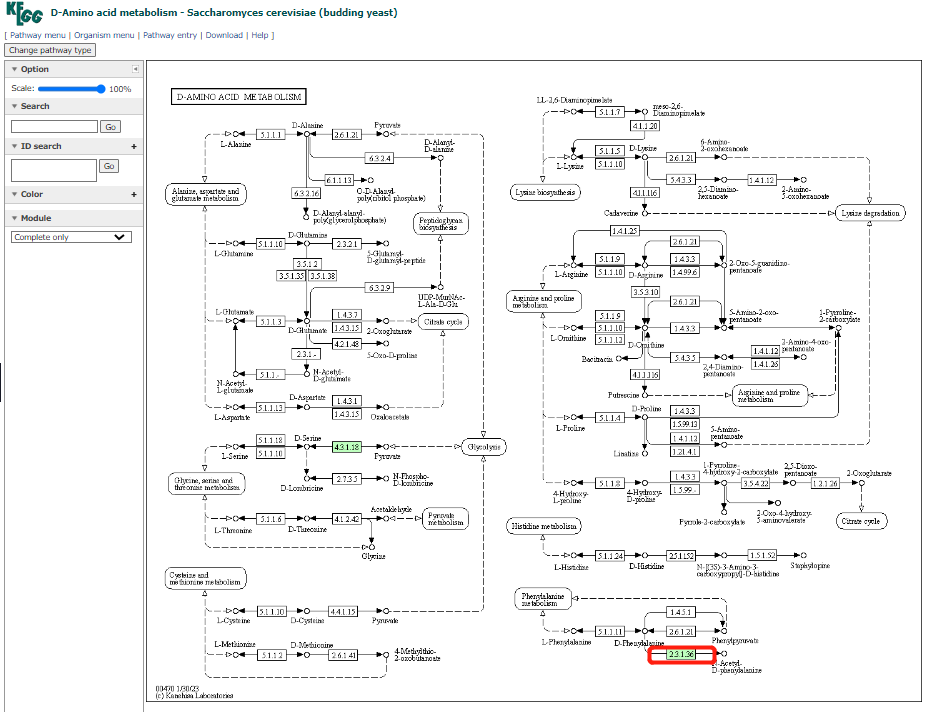 KEGG
D-Amino acid metabolism - Saccharomyces cerevisiae (budding yeast)
[ Pathway menu | Organism menu | Pathway entry | Download | Help ]
Change pathway type
Option
Scale: 100%
Search
Go
ID search +
Go
Color +
Module
Complete only
D-AMINO ACID METABOLISM
D-Alanine
Pyruvate
5.1.1.1
2.6.1.21
L-Alanine
D-Alanyl-
D-alanine
6.3.2.4
6.1.1.13
O-D-Alanyl-
poly(ribitol phosphate)
6.3.2.16
Alanine, aspartate and
glutamate metabolism
D-Alanyl-alanyl-
poly(glycerolphosphate)
Peptidoglycan
biosynthesis
D-Glutamine
5.1.1.10
2.3.2.1
L-Glutamine
5-Glutamyl-
D-glutamyl-peptide
3.5.1.2
3.5.1.35
3.5.1.38
6.3.2.9
UDP-MurNAc-
L-Ala-D-Glu
L-Glutamate
5.1.1.3
D-Glutamate
1.4.3.7
1.4.3.15
2-Oxoglutarate
Citrate cycle
4.2.1.48
5-Oxo-D-proline
2.3.1.-
N-Acetyl-
L-glutamate
5.1.1.-
N-Acetyl-
D-glutamate
D-Aspartate
5.1.1.13
1.4.3.1
1.4.3.15
L-Aspartate
Oxaloacetate
D-Serine
5.1.1.18
5.1.1.10
4.3.1.18
L-Serine
Pyruvate
Glycolysis
2.7.3.5
D-Lombricine
N-Phospho-
D-lombricine
Glycine, serine and
threonine metabolism
Acetaldehyde
5.1.1.6
4.1.2.42
L-Threonine
D-Threonine
Pyruvate
metabolism
Glycine
Cysteine and
methionine metabolism
5.1.1.10
4.4.1.15
L-Cysteine
D-Cysteine
Pyruvate
L-Methionine
D-Methionine
5.1.1.2
2.6.1.41
4-Methylthio-
2-oxobutanoate
00470 1/30/23
(c) Kanehisa Laboratories
LL-2,6-Diaminopimelate
5.1.1.7
meso-2,6-
Diaminopimelate
4.1.1.20
D-Lysine
6-Amino-
2-oxohexanoate
5.1.1.5
5.1.1.10
2.6.1.21
L-Lysine
5.4.3.3
1.4.1.12
2,5-Diamino-
hexanoate
2-Amino-
5-oxohexanoate
Lysine biosynthesis
4.1.1.116
Cadaverine
Lysine degradation
1.4.1.25
2.6.1.21
5.1.1.9
5.1.1.10
1.4.3.3
1.4.99.6
L-Arginine
D-Arginine
2-Oxo-5-guanidino-
pentanoate
3.5.3.10
Arginine and proline
metabolism
2.6.1.21
5-Amino-2-oxo-
pentanoate
1-Pyrroline-
2-carboxylate
5.1.1.9
5.1.1.10
5.1.1.12
1.4.3.3
L-Ornithine
D-Ornithine
Bacitracin
5.4.3.5
2,4-Diamino-
pentanoate
1.4.1.12
1.4.1.26
2-Amino-4-oxo-
pentanoate
4.1.1.116
Putrescine
Arginine and proline
metabolism
D-Proline
5.1.1.4
1.4.3.3
1.5.99.13
L-Proline
1.4.1.12
5-Amino-
pentanoate
1.21.4.1
Linatine
1-Pyrroline-
4-hydroxy-2-carboxylate
2,5-Dioxo-
pentanoate
2-Oxoglutarate
5.1.1.8
1.4.3.3
1.5.99.-
3.5.4.22
1.2.1.26
4-Hydroxy-
L-proline
4-Hydroxy-
D-proline
Pyrrole-2-carboxylate
2-Oxo-4-hydroxy-
5-aminovalerate
Citrate cycle
Histidine metabolism
5.1.1.24
2.5.1.152
1.5.1.52
L-Histidine
D-Histidine
N-[(3S)-3-Amino-3-
carboxypropyl]-D-histidine
Staphylopine
Phenylalanine
metabolism
1.4.5.1
5.1.1.11
2.6.1.21
L-Phenylalanine
D-Phenylalanine
Phenylpyruvate
2.3.1.36
N-Acetyl-
D-phenylalanine